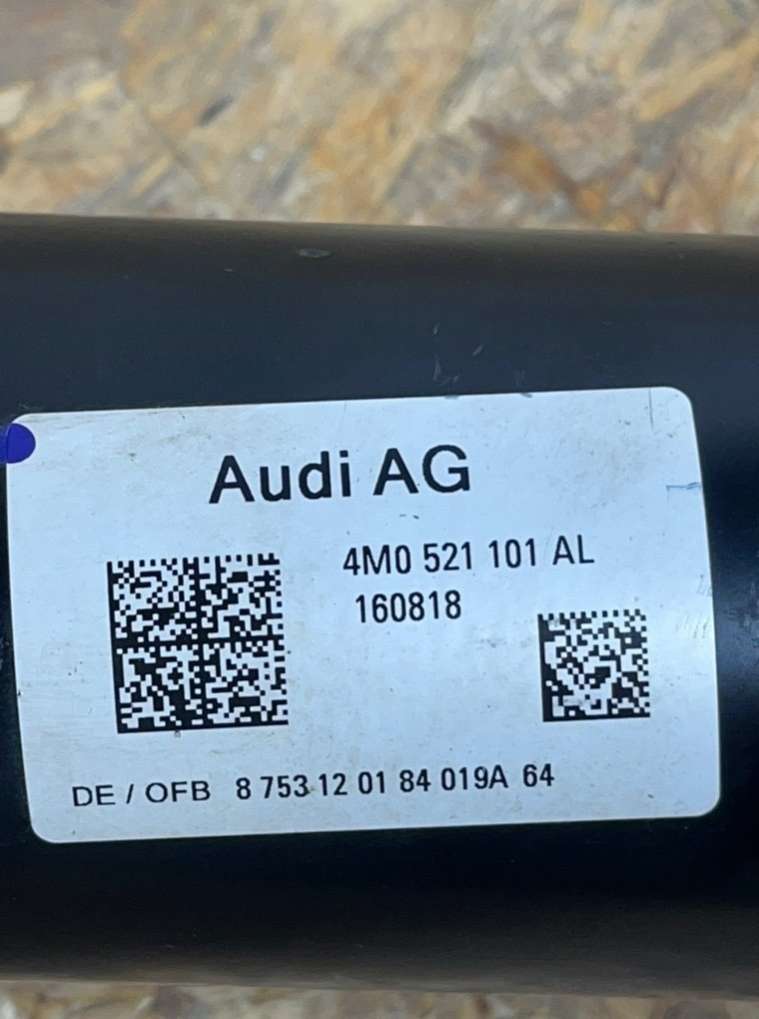 Audi AG
4M0 521 101 AL
160818
DE / OFB 8 753 12 01 84 019A 64